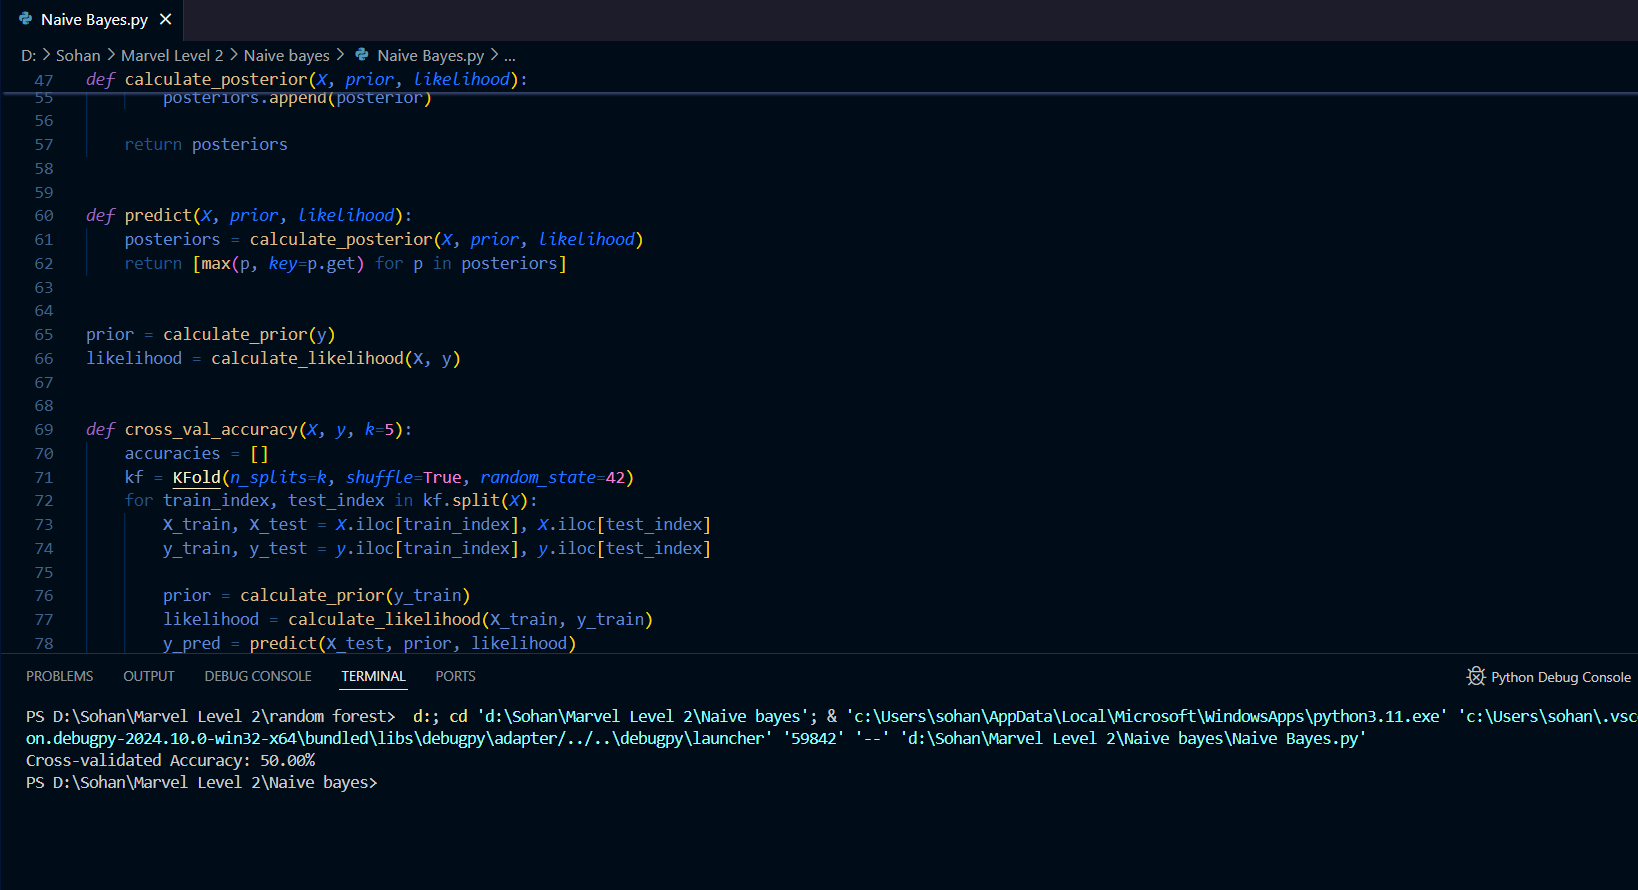 Naive Bayes.py ×
D: > Sohan > Marvel Level 2 > Naive bayes > Naive Bayes.py > ...
47 def calculate_posterior(X, prior, likelihood):
55 posteriors.append(posterior)
56
57 return posteriors
58
59
60 def predict(X, prior, likelihood):
61 posteriors = calculate_posterior(X, prior, likelihood)
62 return [max(p, key=p.get) for p in posteriors]
63
64
65 prior = calculate_prior(y)
66 likelihood = calculate_likelihood(X, y)
67
68
69 def cross_val_accuracy(X, y, k=5):
70 accuracies = []
71 kf = KFold(n_splits=k, shuffle=True, random_state=42)
72 for train_index, test_index in kf.split(X):
73 X_train, X_test = X.iloc[train_index], X.iloc[test_index]
74 y_train, y_test = y.iloc[train_index], y.iloc[test_index]
75
76 prior = calculate_prior(y_train)
77 likelihood = calculate_likelihood(X_train, y_train)
78 y_pred = predict(X_test, prior, likelihood)
PROBLEMS OUTPUT DEBUG CONSOLE TERMINAL PORTS Python Debug Console
PS D:\Sohan\Marvel Level 2\random forest> d:; cd 'd:\Sohan\Marvel Level 2\Naive bayes'; & 'c:\Users\sohan\AppData\Local\Microsoft\WindowsApps\python3.11.exe' 'c:\Users\sohan\.vsc
on.debugpy-2024.10.0-win32-x64\bundled\libs\debugpy\adapter/../..\debugpy\launcher' '59842' '--' 'd:\Sohan\Marvel Level 2\Naive bayes\Naive Bayes.py'
Cross-validated Accuracy: 50.00%
PS D:\Sohan\Marvel Level 2\Naive bayes>